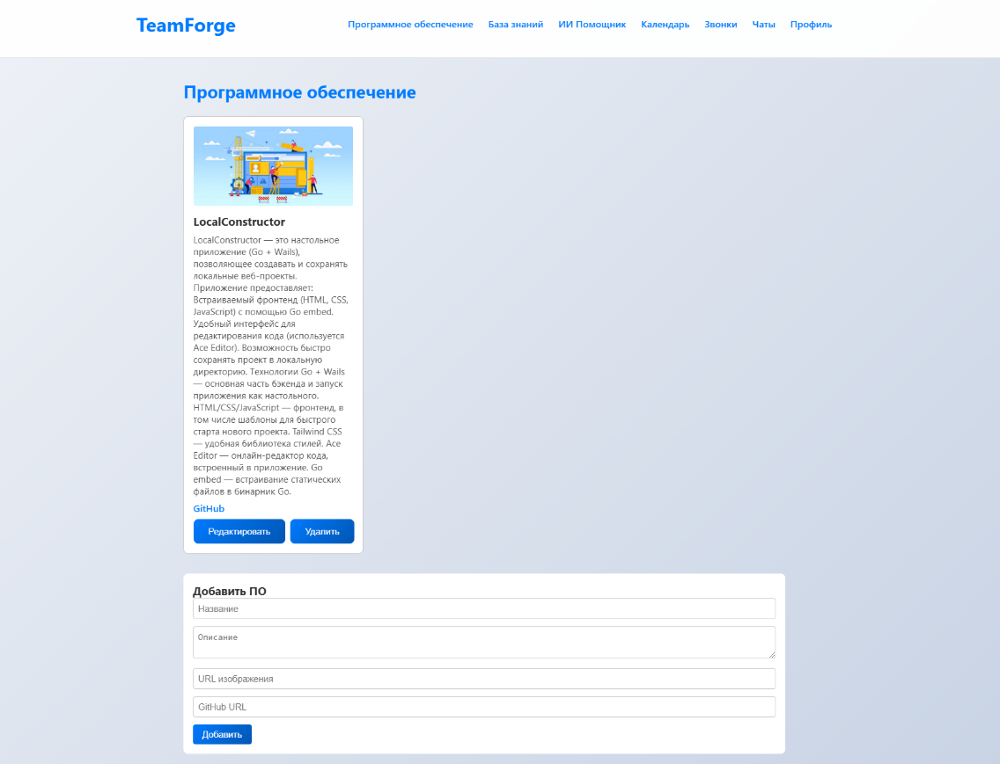 TeamForge
Программное обеспечение База знаний ИИ Помощник Календарь Звонки Чаты Профиль
Программное обеспечение
LocalConstructor
LocalConstructor — это настольное
приложение (Go + Wails),
позволяющее создавать и сохранять
локальные веб-проекты.
Приложение предоставляет:
Встраиваемый фронтенд (HTML, CSS,
JavaScript) с помощью Go embed.
Удобный интерфейс для
редактирования кода (используется
Ace Editor). Возможность быстро
сохранять проект в локальную
директорию. Технологии Go + Wails
— основная часть бэкенда и запуск
приложения как настольного.
HTML/CSS/JavaScript — фронтенд, в
том числе шаблоны для быстрого
старта нового проекта. Tailwind CSS
— удобная библиотека стилей. Ace
Editor — онлайн-редактор кода,
встроенный в приложение. Go
embed — встраивание статических
файлов в бинарник Go.
GitHub
Редактировать Удалить
Добавить ПО
Название
Описание
URL изображения
GitHub URL
Добавить